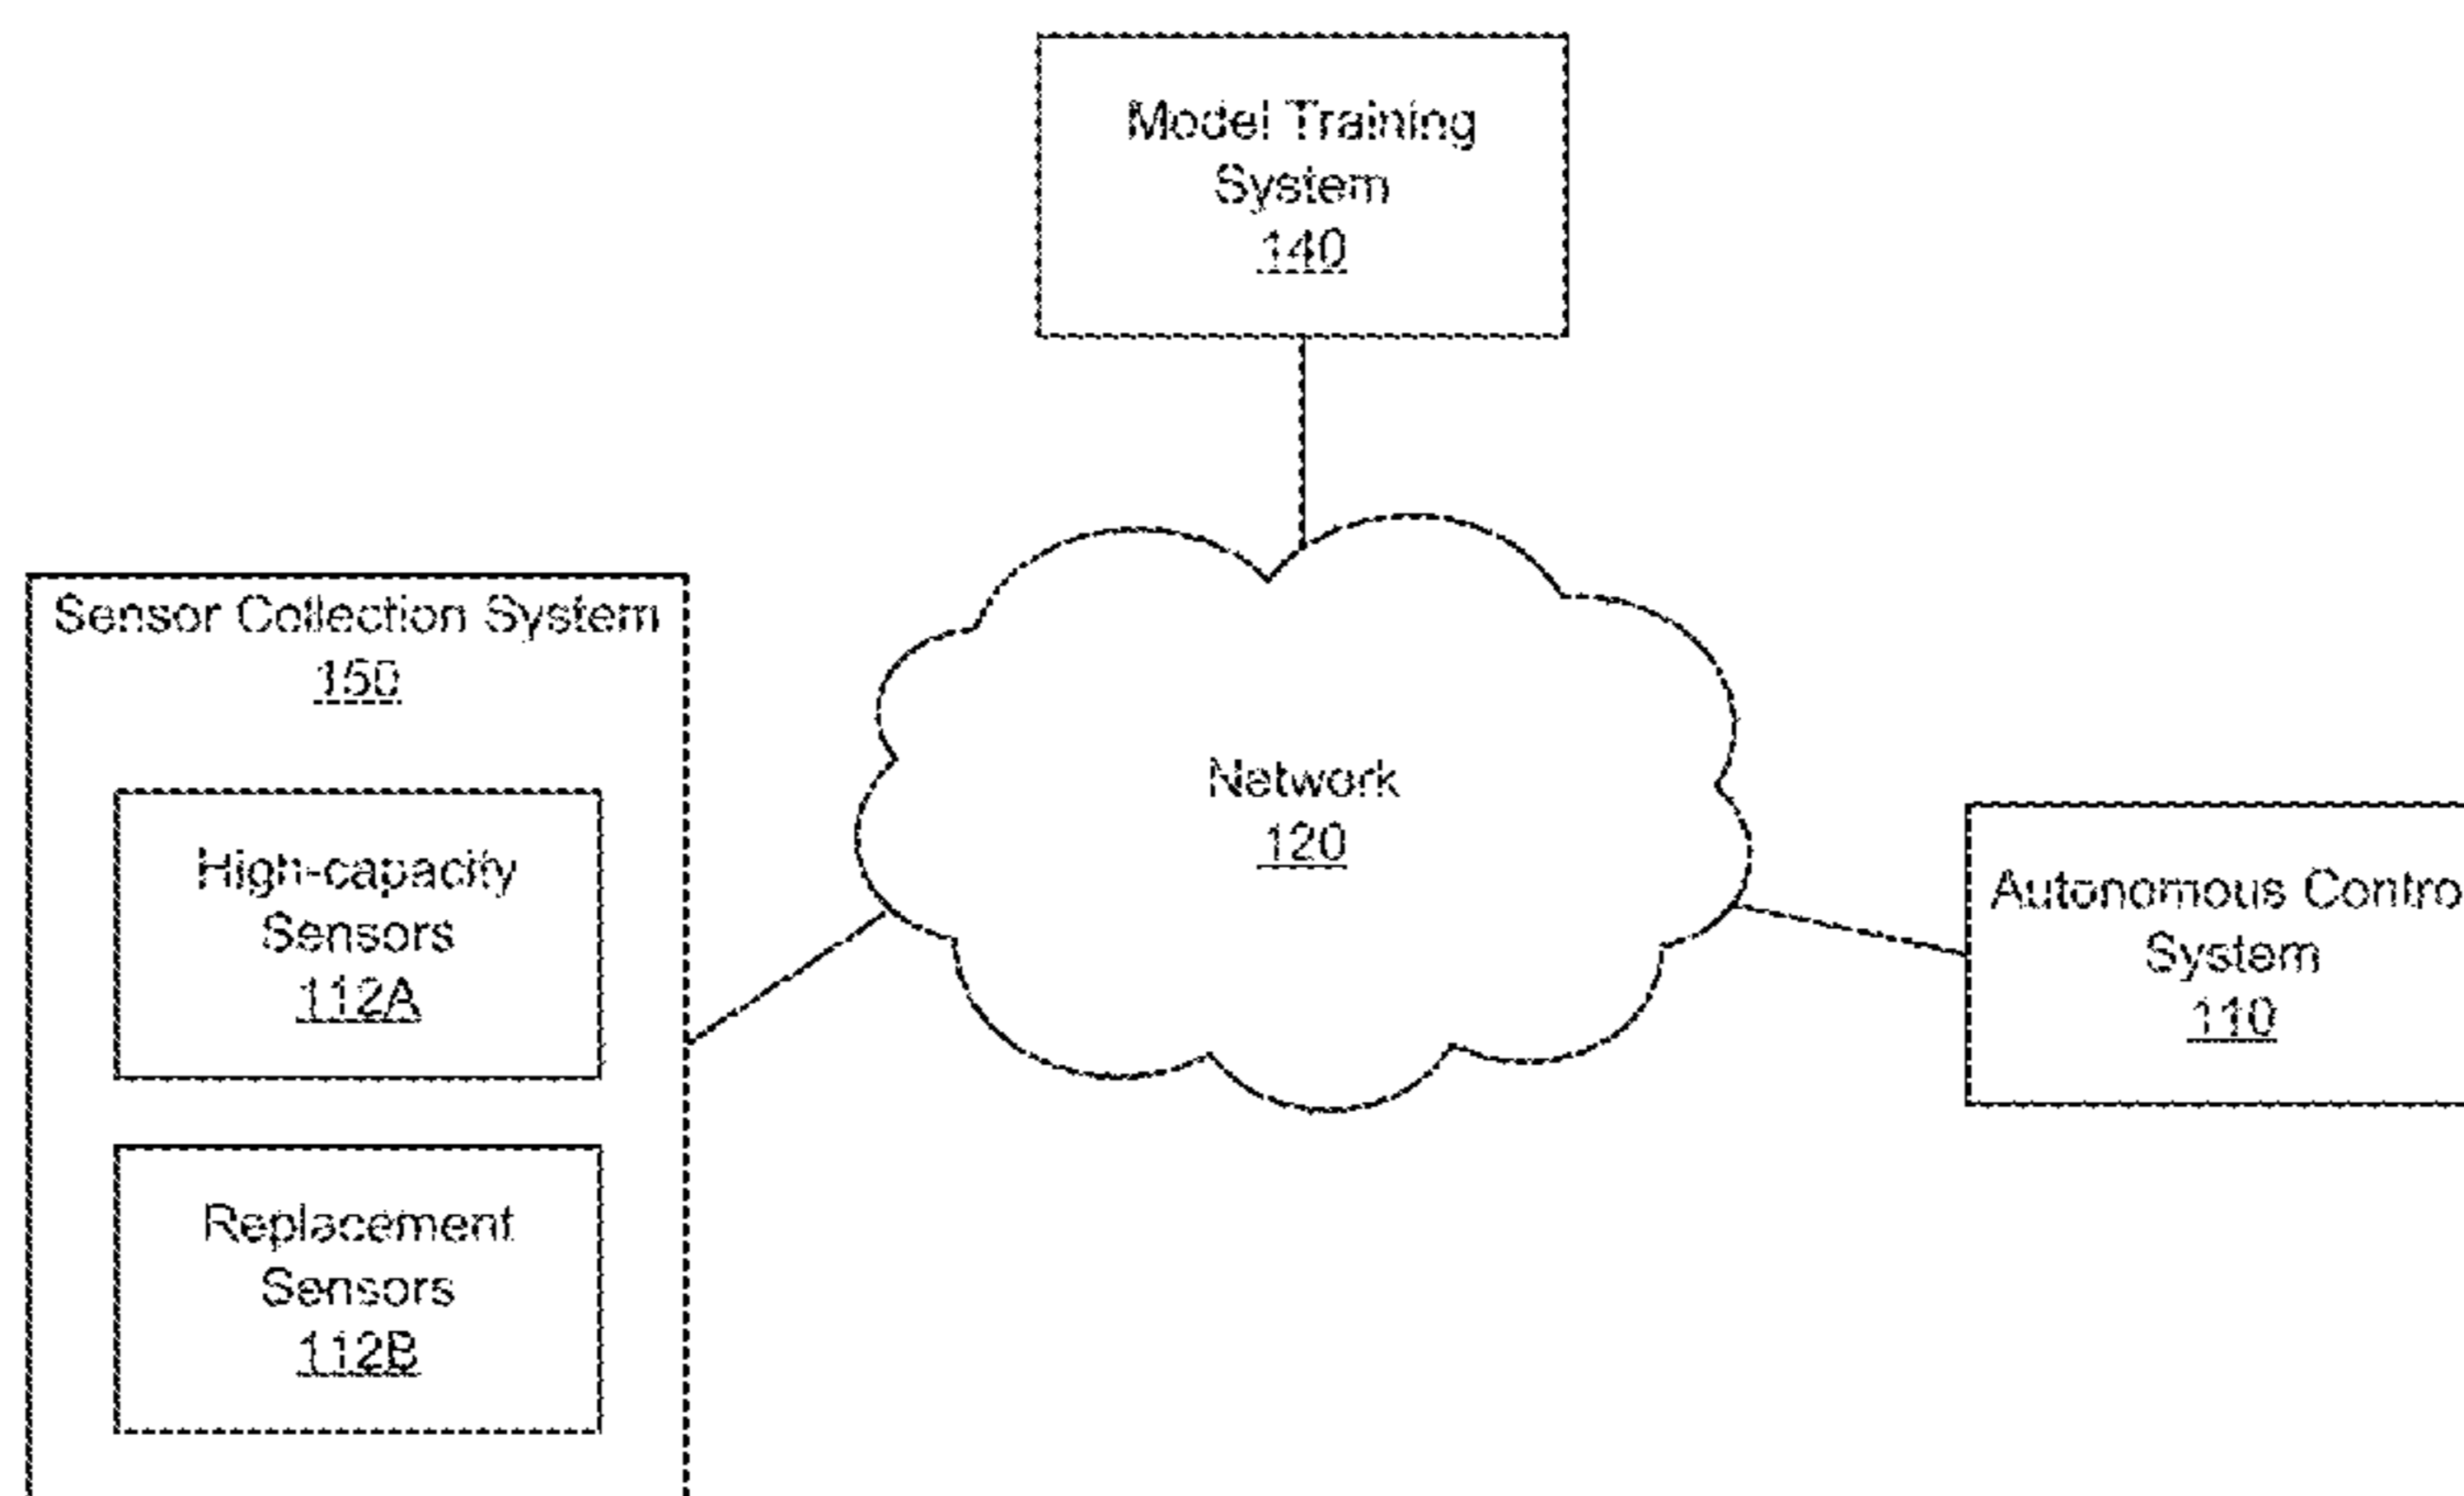 Model Training
System
140
Sensor Collection System
150
High-capacity
Sensors
112A
Replacement
Sensors
112B
Network
120
Autonomous Contro
System
110